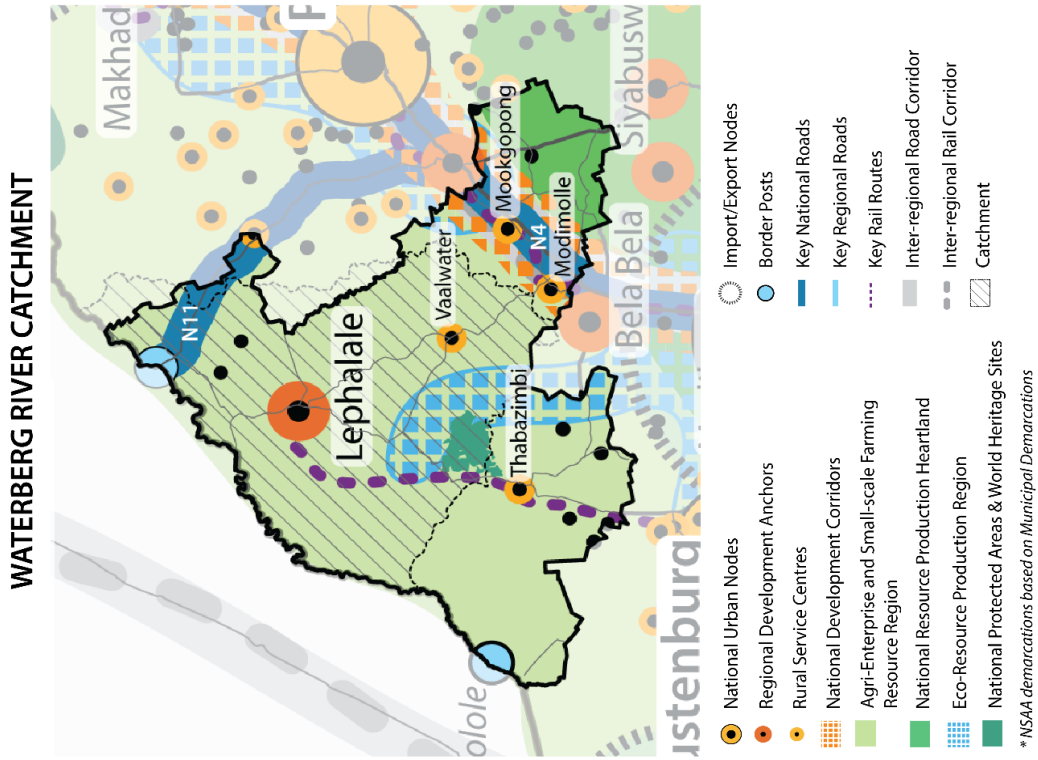 WATERBERG RIVER CATCHMENT
Makhad
P
N11
Lephalale
Vaalwater
Mookgopong
N4
Modimolle
Thabazimbi
Siyabusw
Bela Bela
olole
ustenburg
National Urban Nodes
Regional Development Anchors
Rural Service Centres
National Development Corridors
Agri-Enterprise and Small-scale Farming
Resource Region
National Resource Production Heartland
Eco-Resource Production Region
National Protected Areas & World Heritage Sites
Import/Export Nodes
Border Posts
Key National Roads
Key Regional Roads
Key Rail Routes
Inter-regional Road Corridor
Inter-regional Rail Corridor
Catchment
* NSAA demarcations based on Municipal Demarcations